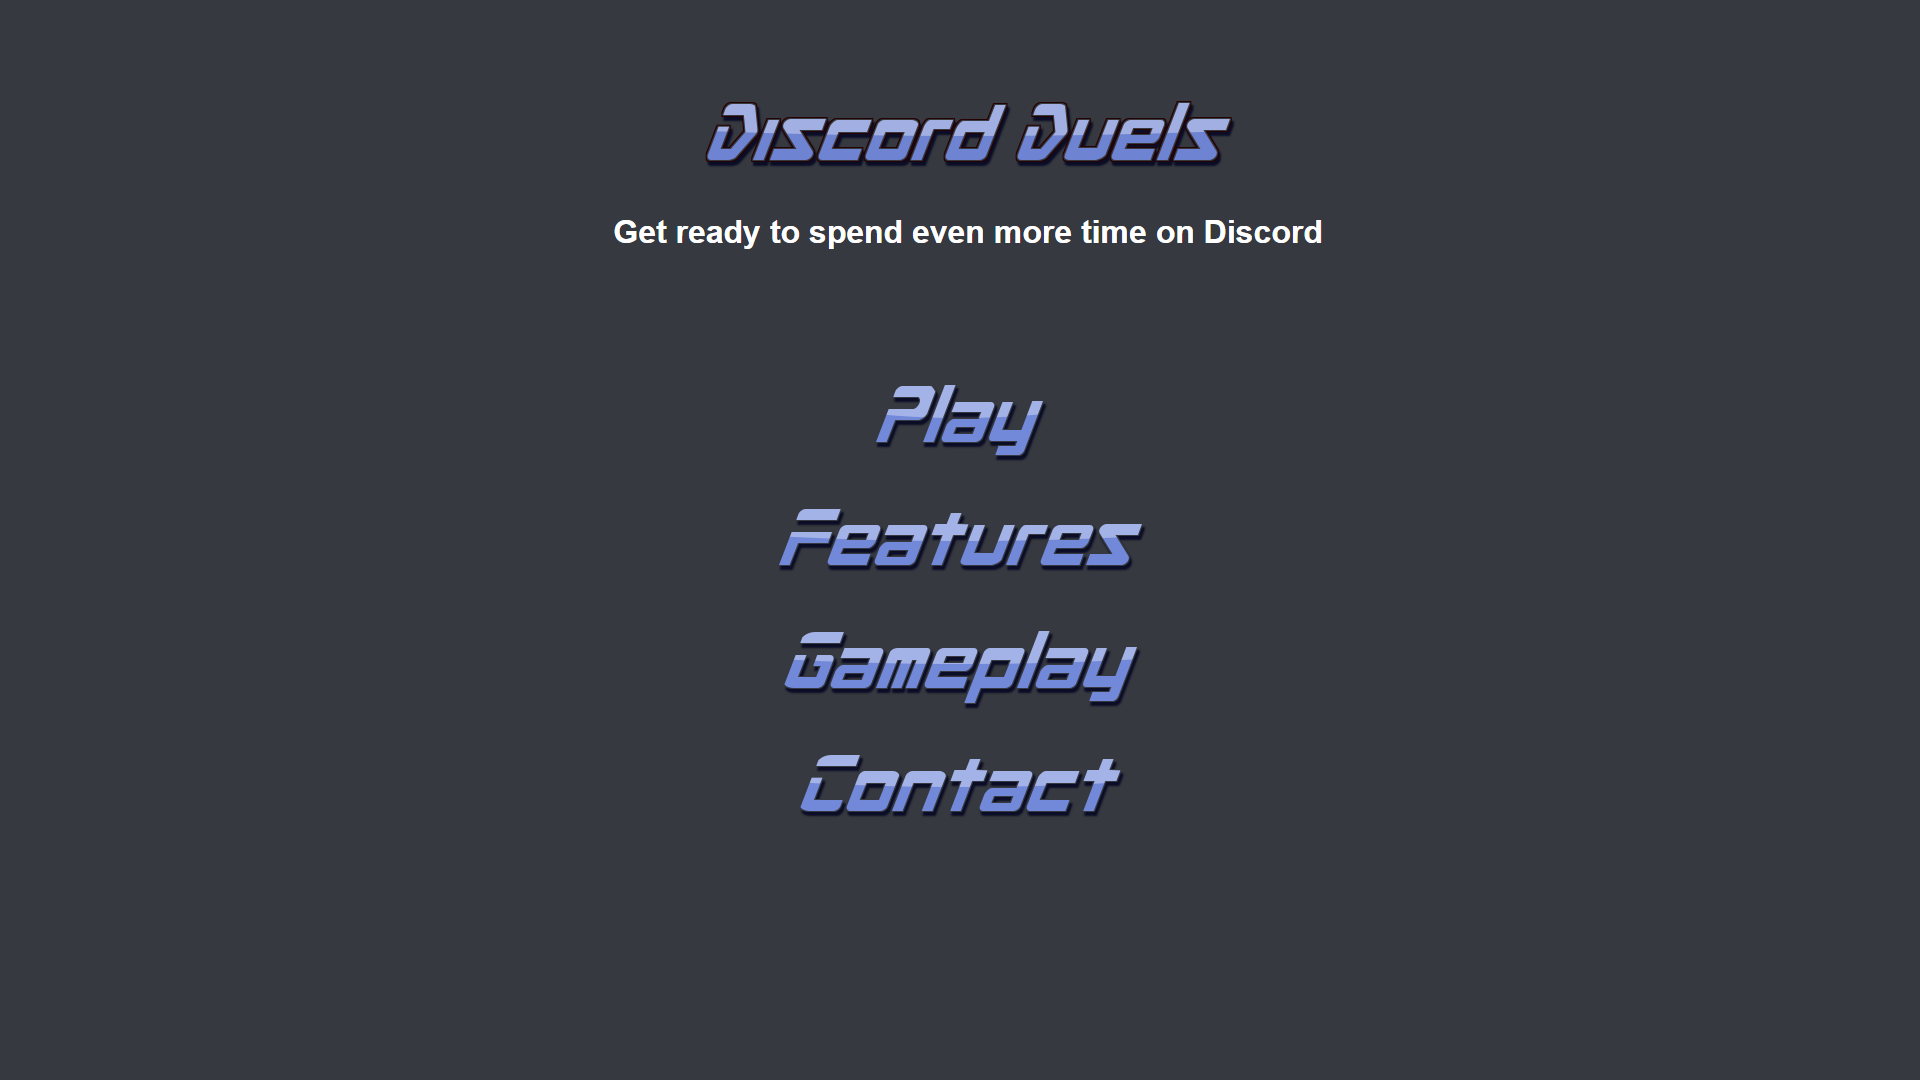 Discord Duels
Get ready to spend even more time on Discord
Play
Features
Gameplay
Contact